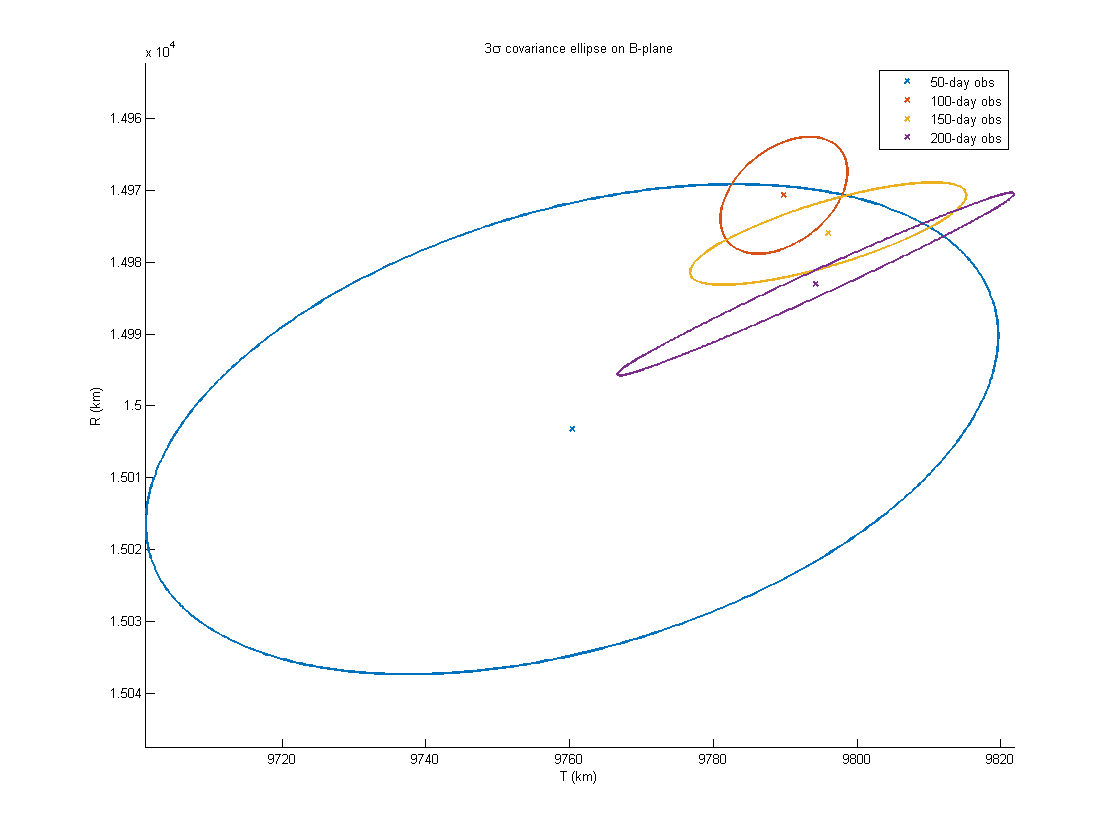 3σ covariance ellipse on B-plane
x 10^4
50-day obs
100-day obs
150-day obs
200-day obs
1.496
1.497
1.498
1.499
1.5
1.501
1.502
1.503
1.504
R (km)
9720 9740 9760 9780 9800 9820
T (km)